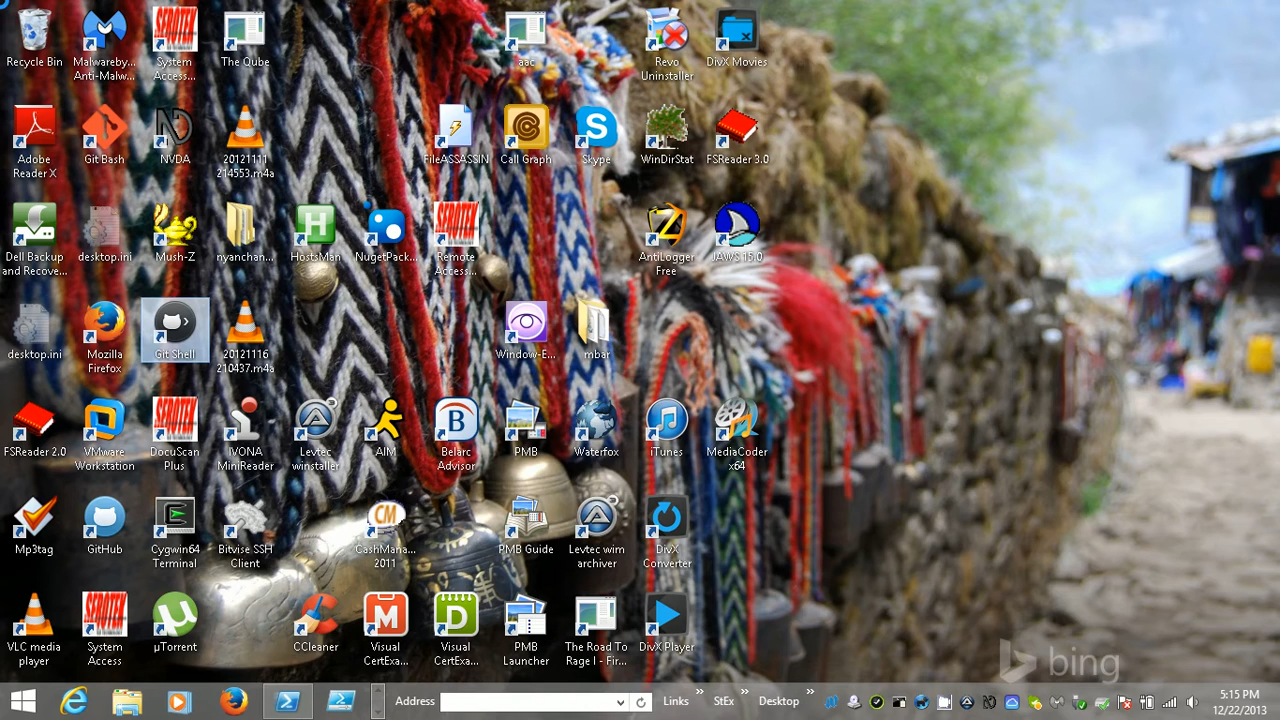 Recycle Bin
Malwareby...
Anti-Malw...
SEROTEK
System
Access...
The Qube
aac
Revo
Uninstaller
DivX Movies
Adobe
Reader X
Git Bash
NVDA
20121111
214553.m4a
FileASSASSIN
Call Graph
Skype
WinDirStat
FSReader 3.0
Dell Backup
and Recove...
desktop.ini
Mush-Z
nyanchan...
HostsMan
NugetPack...
SEROTEK
Remote
Access...
AntiLogger
Free
JAWS 15.0
desktop.ini
Mozilla
Firefox
Git Shell
20121116
210437.m4a
Window-E...
mbar
FSReader 2.0
VMware
Workstation
SEROTEK
DocuScan
Plus
IVONA
MiniReader
Levtec
winstaller
AIM
Belarc
Advisor
PMB
Waterfox
iTunes
MediaCoder
x64
Mp3tag
GitHub
Cygwin64
Terminal
Bitvise SSH
Client
CM
CashMana...
2011
PMB Guide
Levtec wim
archiver
DivX
Converter
VLC media
player
SEROTEK
System
Access
µTorrent
CCleaner
Visual
CertExa...
Visual
CertExa...
PMB
Launcher
The Road To
Rage I - Fir...
DivX Player
bing
Address
Links
StEx
Desktop
5:15 PM
12/22/2013